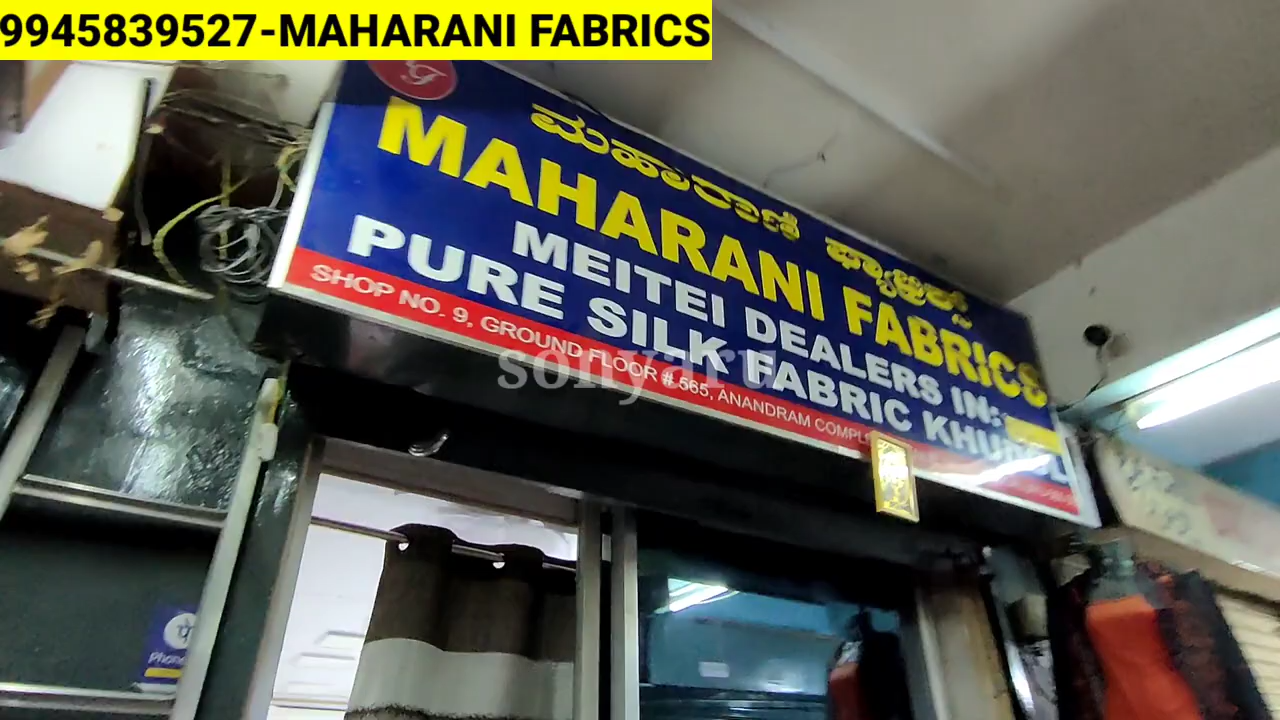 9945839527-MAHARANI FABRICS
ಮಹಾರಾಣಿ ಫ್ಯಾಬ್ರಿಕ್ಸ್
MAHARANI FABRICS
MEITEI DEALERS IN:
PURE SILK FABRIC
SHOP NO. 9, GROUND FLOOR # 565, ANANDRAM
sonyaru
पे